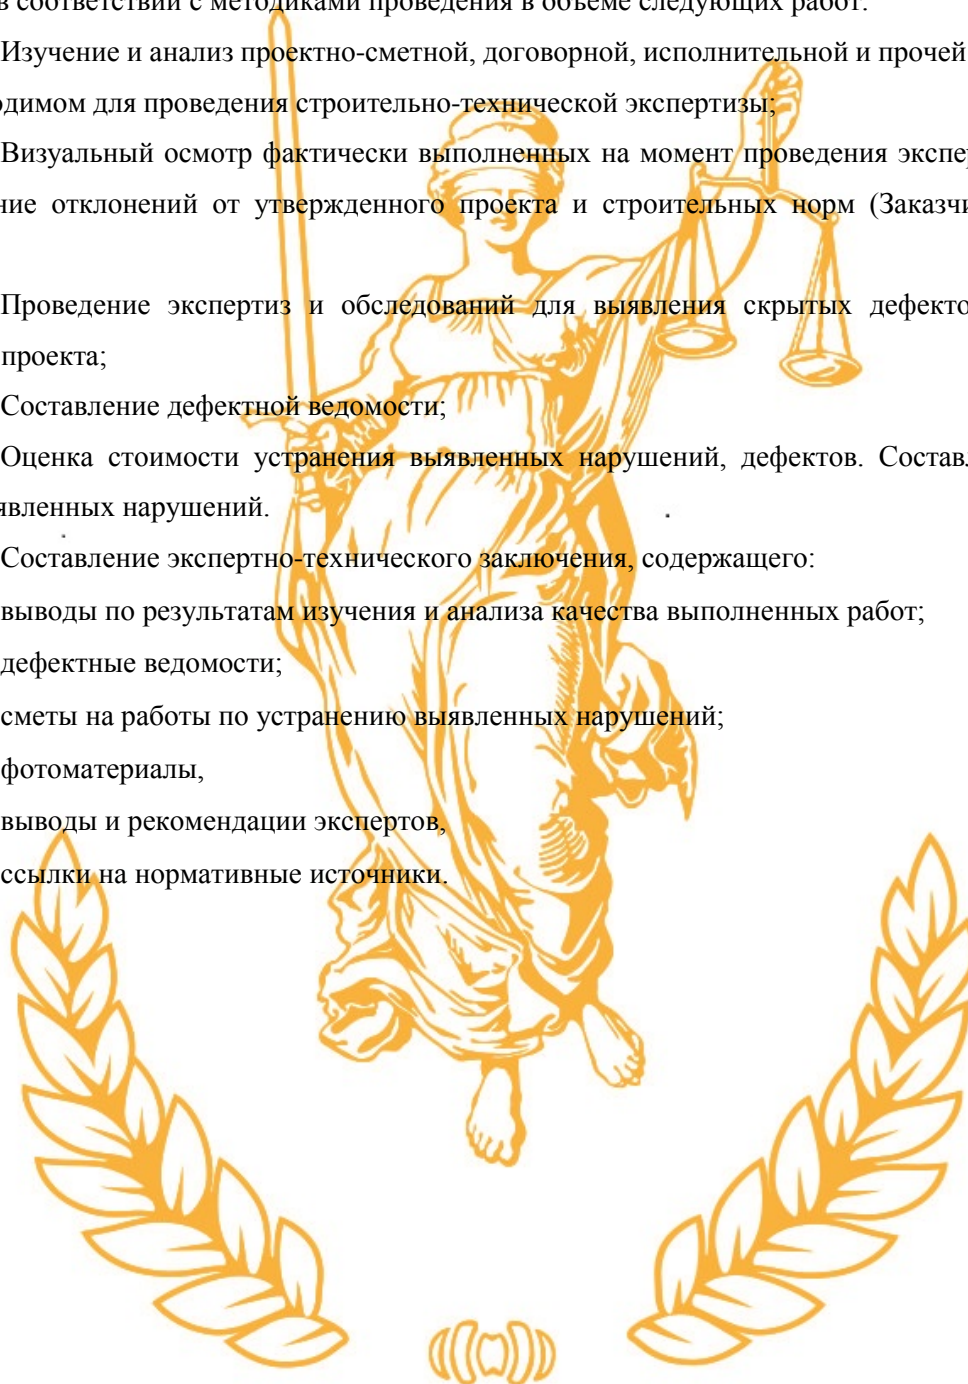 в соответствии с методиками проведения в объеме следующих работ:
Изучение и анализ проектно-сметной, договорной, исполнительной и прочей
одимом для проведения строительно-технической экспертизы;
Визуальный осмотр фактически выполненных на момент проведения экспер
ние отклонений от утвержденного проекта и строительных норм (Заказчи
Проведение экспертиз и обследований для выявления скрытых дефекто
проекта;
Составление дефектной ведомости;
Оценка стоимости устранения выявленных нарушений, дефектов. Составл
явленных нарушений.
Составление экспертно-технического заключения, содержащего:
выводы по результатам изучения и анализа качества выполненных работ;
дефектные ведомости;
сметы на работы по устранению выявленных нарушений;
фотоматериалы,
выводы и рекомендации экспертов,
ссылки на нормативные источники.